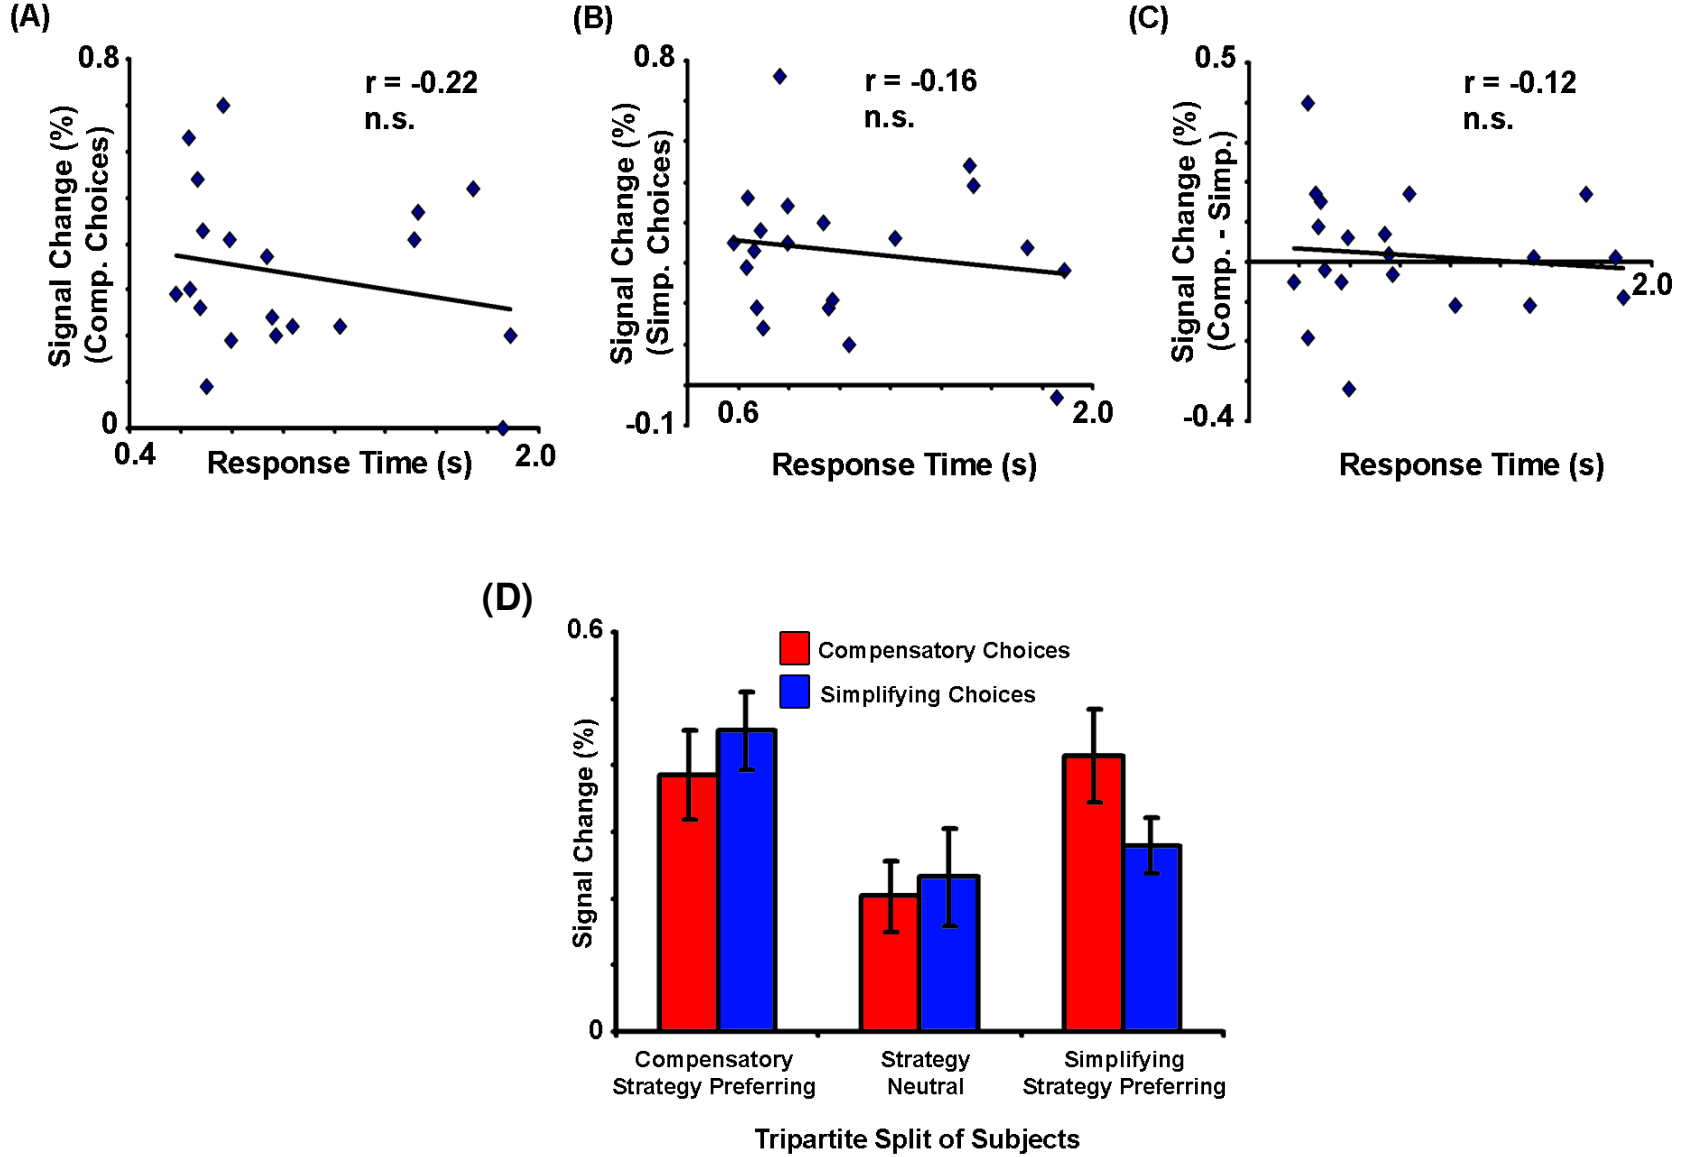 (A)
0.8
r = -0.22
n.s.
Signal Change (%)
(Comp. Choices)
0
0.4
2.0
Response Time (s)
(B)
0.8
r = -0.16
n.s.
Signal Change (%)
(Simp. Choices)
-0.1
0.6
2.0
Response Time (s)
(C)
0.5
r = -0.12
n.s.
Signal Change (%)
(Comp. - Simp.)
2.0
-0.4
Response Time (s)
(D)
0.6
Compensatory Choices
Simplifying Choices
Signal Change (%)
0
Compensatory
Strategy Preferring
Strategy
Neutral
Simplifying
Strategy Preferring
Tripartite Split of Subjects